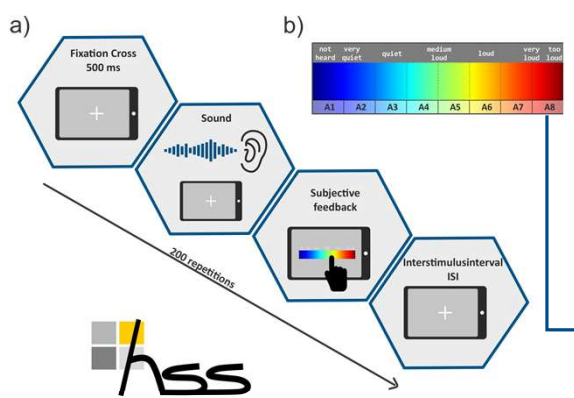 a)
Fixation Cross
500 ms
Sound
Subjective
feedback
Interstimulusinterval
ISI
200 repetitions
hss
b)
not heard very quiet quiet medium loud loud very loud too loud
A1 A2 A3 A4 A5 A6 A7 A8